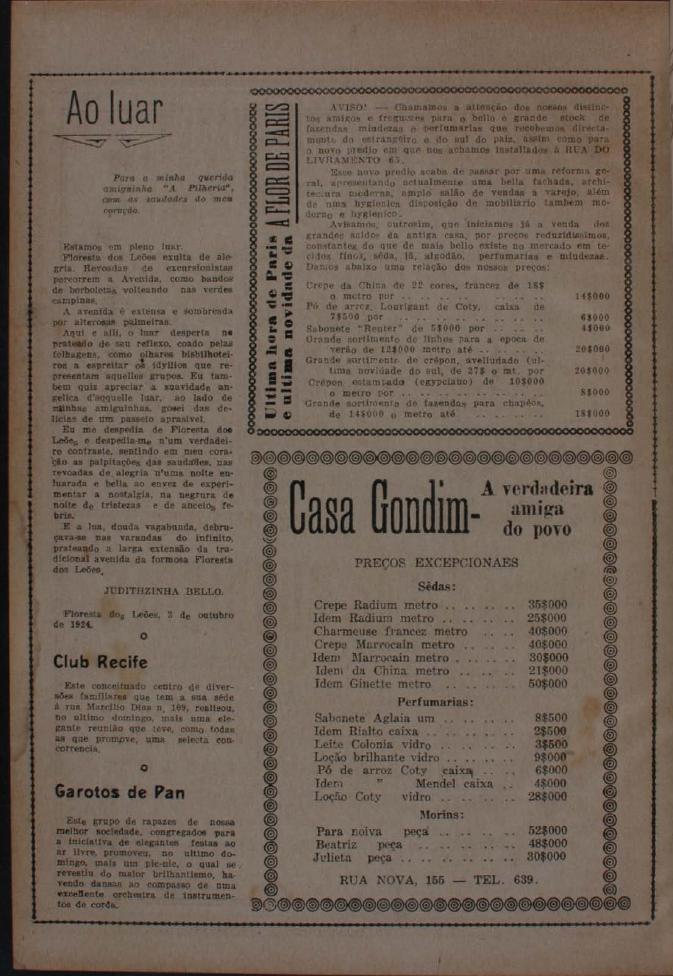 Ao luar
Para a minha querida
amiguinha "A Pilheria",
com as saudades do meu
coração.
Estamos em pleno luar.
Floresta dos Leões exulta de ale-
gria. Revoadas de excursionistas
percorrem a Avenida, como bandos
de borboletas volteando nas verdes
campinas.
A avenida é extensa e sombreada
por alterosas palmeiras.
Aqui e alli, o luar desperta no
prateado de seu reflexo, coado pelas
folhagens, como olhares bisbilhotei-
ros a espreitar os idyllios que re-
presentam aquelles grupos. Eu tam-
bem quiz apreciar a suavidade an-
gelica d'aquelle luar, ao lado de
minhas amiguinhas, gosei das de-
licias de um passeio aprasivel.
Eu me despedia de Floresta dos
Leões e despedia-me n'um verdadei-
ro contraste, sentindo em meu cora-
ção as palpitações das saudades, nas
revoadas de alegria n'uma noite en-
luarada e bella ao envez de experi-
mentar a nostalgia, na negrura de
noite de tristezas e de anceios fe-
bris.
E a lua, douda vagabunda, debru-
çava-se nas varandas do infinito,
prateando a larga extensão da tra-
dicional avenida da formosa Floresta
dos Leões.
JUDITHZINHA BELLO.
Floresta dos Leões, 2 de outubro
de 1924.
Club Recife
Este conceituado centro de diver-
sões familiares que tem a sua séde
á rua Marcilio Dias n. 189, realisou,
no ultimo domingo, mais uma ele-
gante reunião que teve, como todas
as que promove, uma selecta con-
correncia.
Garotos de Pan
Este grupo de rapazes de nossa
melhor sociedade, congregados para
a iniciativa de elegantes festas ao
ar livre, promoveu, no ultimo do-
mingo, mais um pic-nic, o qual se
revestiu do maior brilhantismo, ha-
vendo dansas ao compasso de uma
excellente orchestra de instrumen-
tos de corda.
Ultima hora de Paris
e ultima novidade da
A FLOR DE PARIS
AVISO! — Chamamos a attenção dos nossos distinc-
tos amigos e freguezes para o bello e grande stock de
fazendas miudezas e perfumarias que recebemos directa-
mente do estrangeiro e do sul do paiz, assim como para
o novo predio em que nos achamos installados á RUA DO
LIVRAMENTO 65.
Esse novo predio acaba de passar por uma reforma ge-
ral, apresentando actualmente uma bella fachada, archi-
tectura moderna, amplo salão de vendas a varejo, além
de uma hygienica disposição de mobiliario tambem mo-
derno e hygienico.
Avisamos, outrosim, que iniciamos já a venda dos
grandes saldos da antiga casa, por preços reduzidissimos,
constantes do que de mais bello existe no mercado em te-
cidos finos, sêda, lã, algodão, perfumarias e miudezas.
Damos abaixo uma relação dos nossos preços:
Crepe da China de 22 cores, francez de 18$
o metro por .. .. .. .. .. .. 14$000
Pó de arroz, Lourigant de Coty, caixa de
7$500 por .. .. .. .. .. .. 6$000
Sabonete "Reuter" de 5$000 por .. .. .. 4$000
Grande sortimento de linhos para a epoca de
verão de 12$000 metro até .. .. .. 20$000
Grande sortimento de crépon, avelludado (ul-
tima novidade do sul, de 27$ o mt. por 20$000
Crépon estampado (egypciano) de 10$000
o metro por .. .. .. .. .. .. 8$000
Grande sortimento de fazendas para chapéos,
de 14$000 o metro até .. .. .. .. 18$000
Casa Gondim- A verdadeira
amiga
do povo
PREÇOS EXCEPCIONAES
Sêdas:
Crepe Radium metro .. .. .. .. 35$000
Idem Radium metro .. .. .. .. 25$000
Charmeuse francez metro .. .. 40$000
Crepe Marrocain metro .. .. .. 40$000
Idem Marrocain metro . .. .. .. 30$000
Idem da China metro .. .. .. .. 21$000
Idem Ginette metro .. .. .. .. 50$000
Perfumarias:
Sabonete Aglaia um .. .. .. .. 8$500
Idem Rialto caixa .. .. .. .. .. 2$500
Leite Colonia vidro .. .. .. .. 3$500
Loção brilhante vidro .. .. .. .. 9$000
Pó de arroz Coty caixa .. .. 6$000
Idem " Mendel caixa .. 4$000
Loção Coty vidro .. .. .. .. 28$000
Morins:
Para noiva peça .. .. .. .. 52$000
Beatriz peça .. .. .. .. .. 48$000
Julieta peça .. .. .. .. .. .. 30$000
RUA NOVA, 155 — TEL. 639.